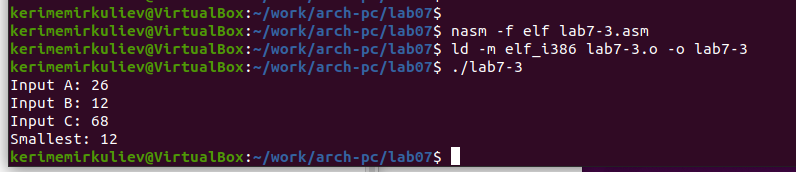 kerimemirkuliev@VirtualBox:~/work/arch-pc/lab07$
kerimemirkuliev@VirtualBox:~/work/arch-pc/lab07$ nasm -f elf lab7-3.asm
kerimemirkuliev@VirtualBox:~/work/arch-pc/lab07$ ld -m elf_i386 lab7-3.o -o lab7-3
kerimemirkuliev@VirtualBox:~/work/arch-pc/lab07$ ./lab7-3
Input A: 26
Input B: 12
Input C: 68
Smallest: 12
kerimemirkuliev@VirtualBox:~/work/arch-pc/lab07$